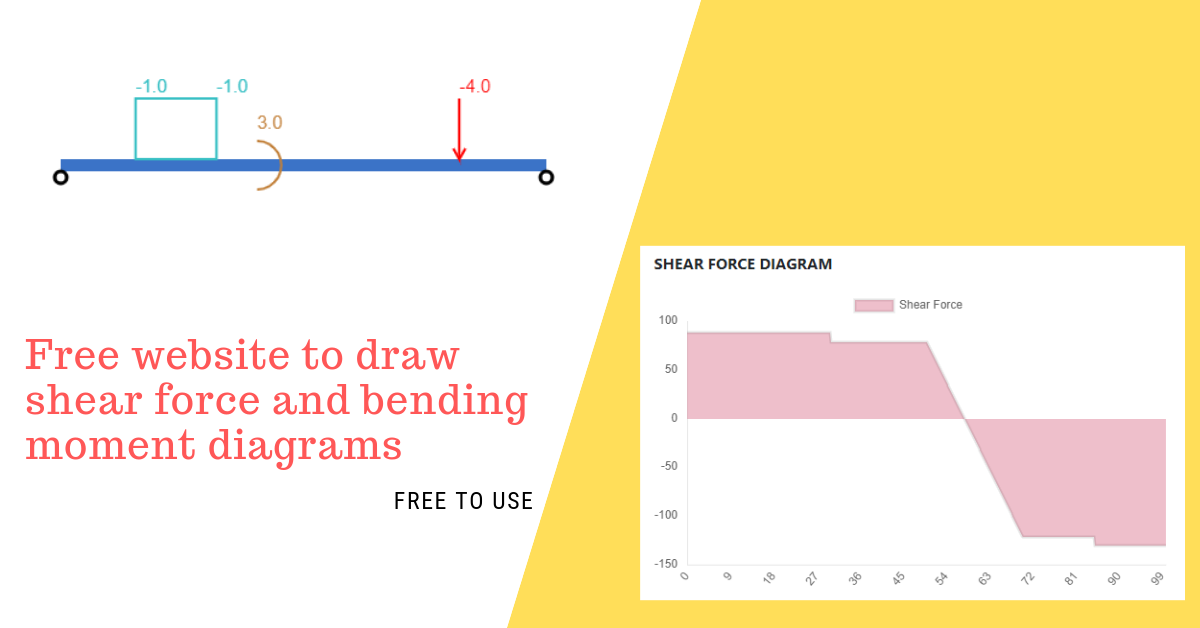 -1.0 -1.0
-4.0
3.0
Free website to draw
shear force and bending
moment diagrams
FREE TO USE
SHEAR FORCE DIAGRAM
Shear Force
100
50
0
-50
-100
-150
0 9 18 27 36 45 54 63 72 81 90 99